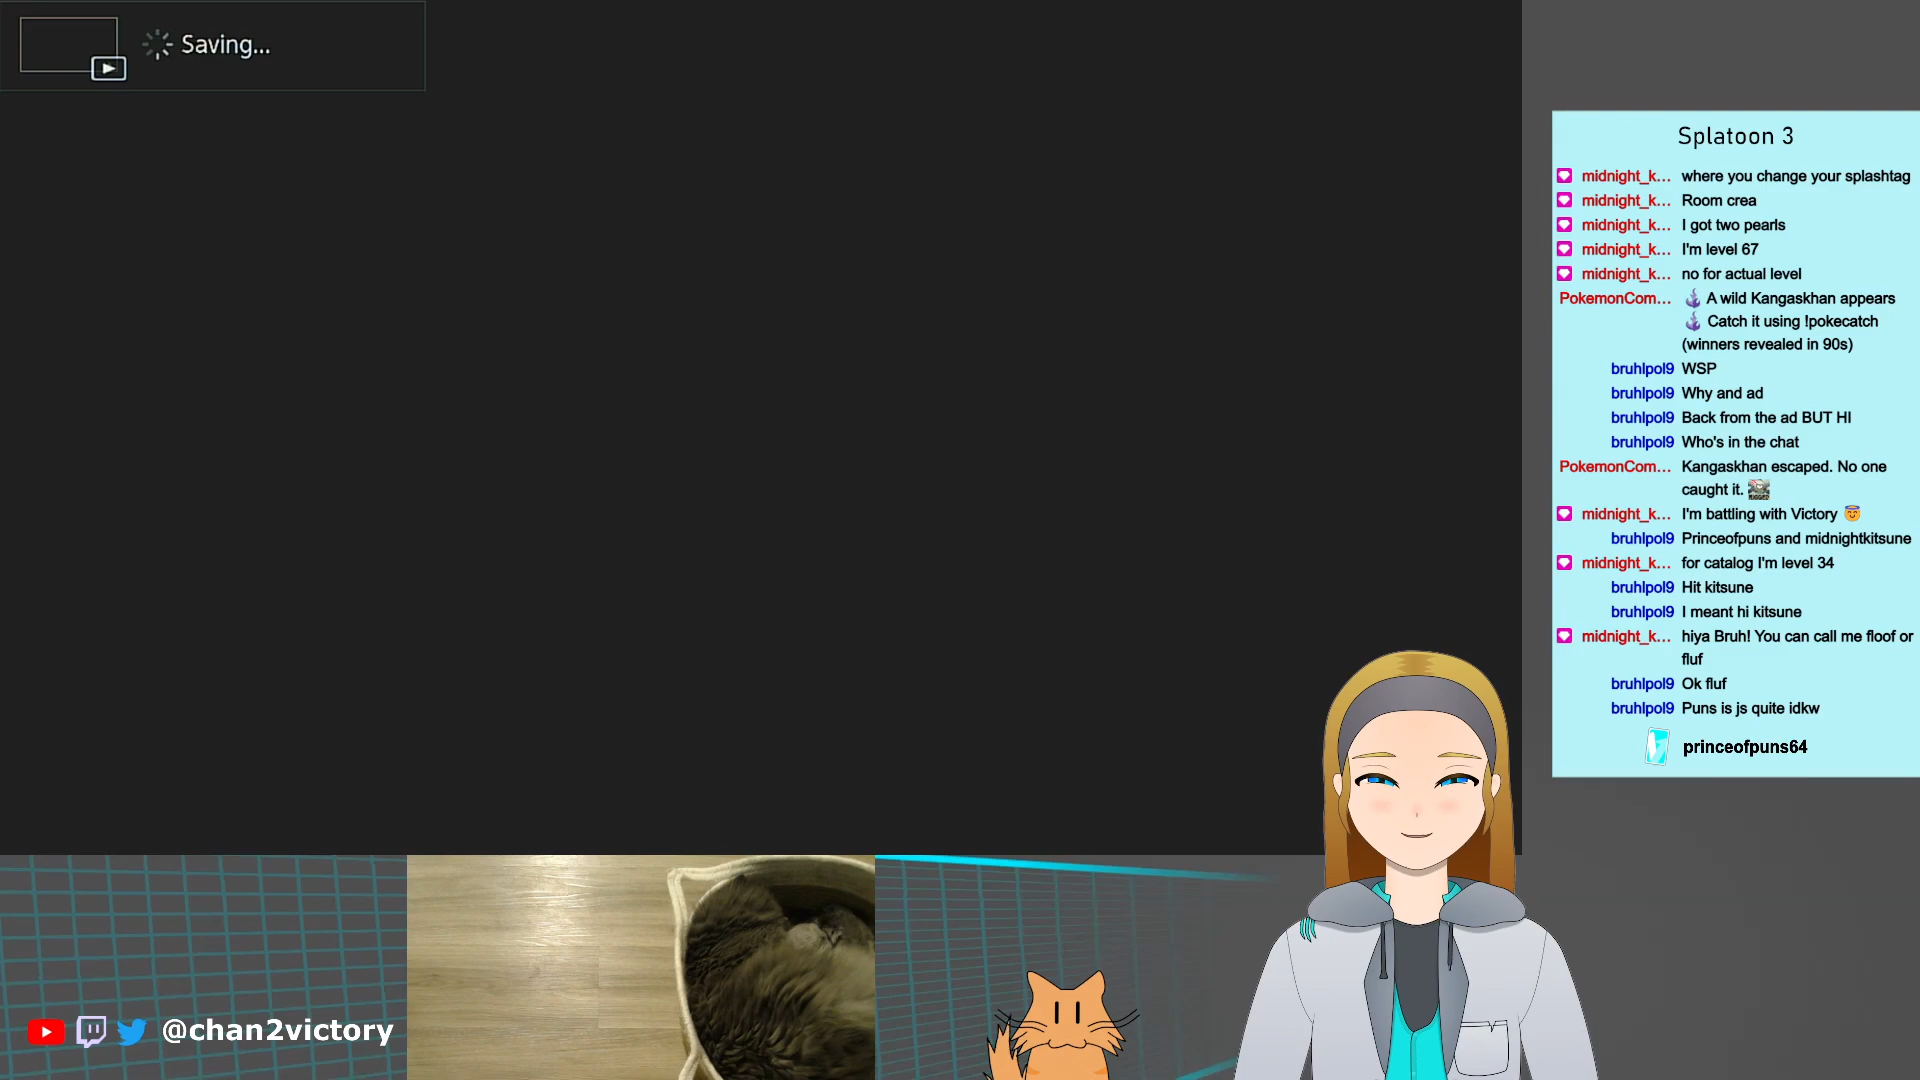 Saving...
Splatoon 3
midnight_k... where you change your splashtag
midnight_k... Room crea
midnight_k... I got two pearls
midnight_k... I'm level 67
midnight_k... no for actual level
PokemonCom... A wild Kangaskhan appears
Catch it using !pokecatch
(winners revealed in 90s)
bruhlpol9 WSP
bruhlpol9 Why and ad
bruhlpol9 Back from the ad BUT HI
bruhlpol9 Who's in the chat
PokemonCom... Kangaskhan escaped. No one
caught it.
midnight_k... I'm battling with Victory
bruhlpol9 Princeofpuns and midnightkitsune
midnight_k... for catalog I'm level 34
bruhlpol9 Hit kitsune
bruhlpol9 I meant hi kitsune
midnight_k... hiya Bruh! You can call me floof or
fluf
bruhlpol9 Ok fluf
bruhlpol9 Puns is js quite idkw
princeofpuns64
@chan2victory